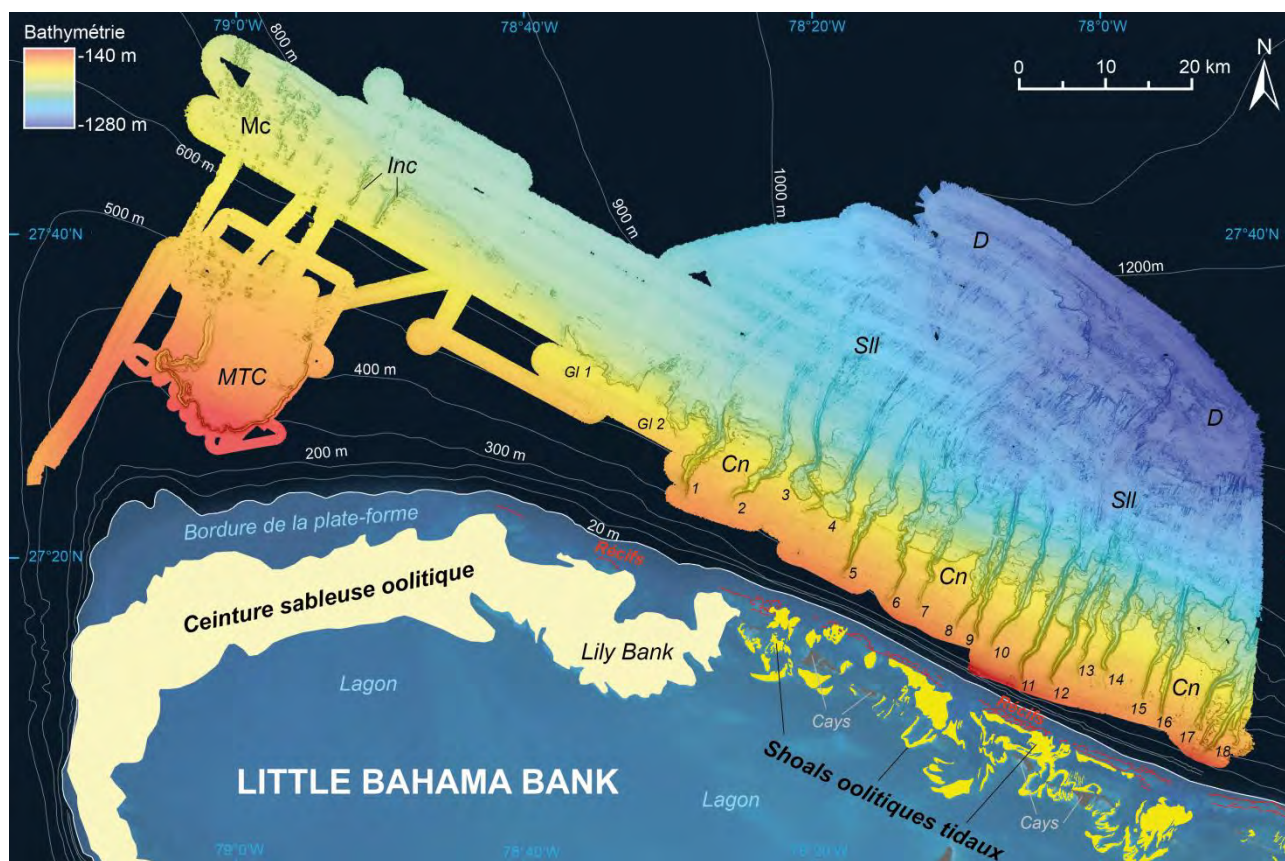 Bathymétrie
-140 m
-1280 m
79°0'W
78°40'W
78°20'W
78°0'W
N
0 10 20 km
800 m
Mc
Inc
600 m
500 m
27°40'N
900 m
1000 m
D
27°40'N
1200m
MTC
400 m
Gl 1
Gl 2
Sll
D
300 m
200 m
Cn
1
2
3
4
Sll
Bordure de la plate-forme
20 m
27°20'N
Récifs
5
Cn
6
7
8
9
10
11
12
13
14
15
16
17
18
Cn
Ceinture sableuse oolitique
Lily Bank
Lagon
Cays
Récifs
Shoals oolitiques tidaux
LITTLE BAHAMA BANK
Lagon
Cays
79°0'W
78°40'W